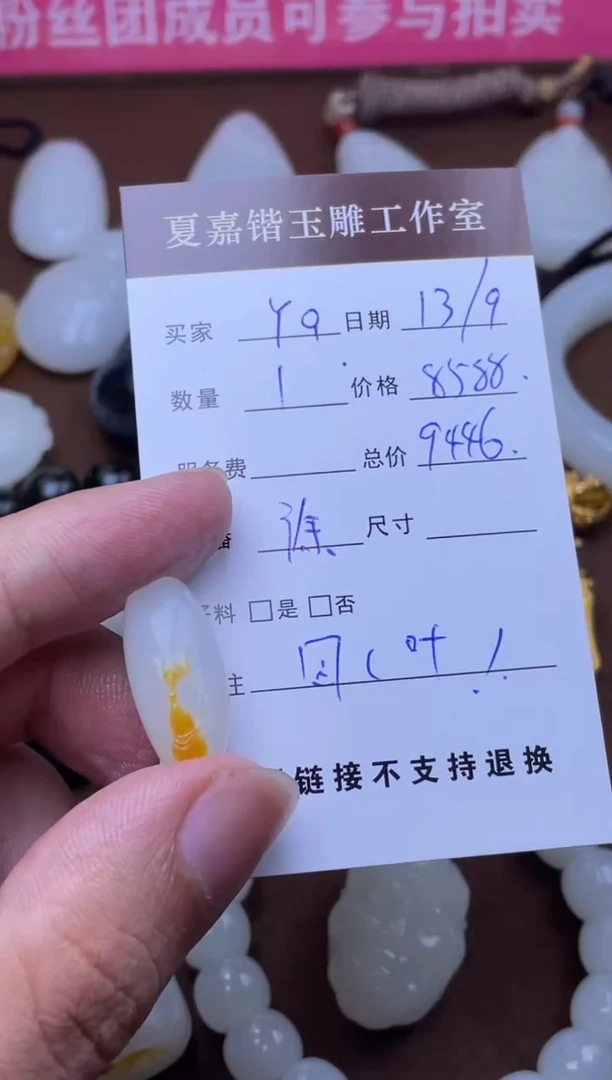 粉丝团成员可参与拍卖
夏嘉锴玉雕工作室
买家 Y9 日期 13/9
数量 1 价格 8588.
服务费 总价 9446.
尺寸
料 □是 □否
主
链接不支持退换